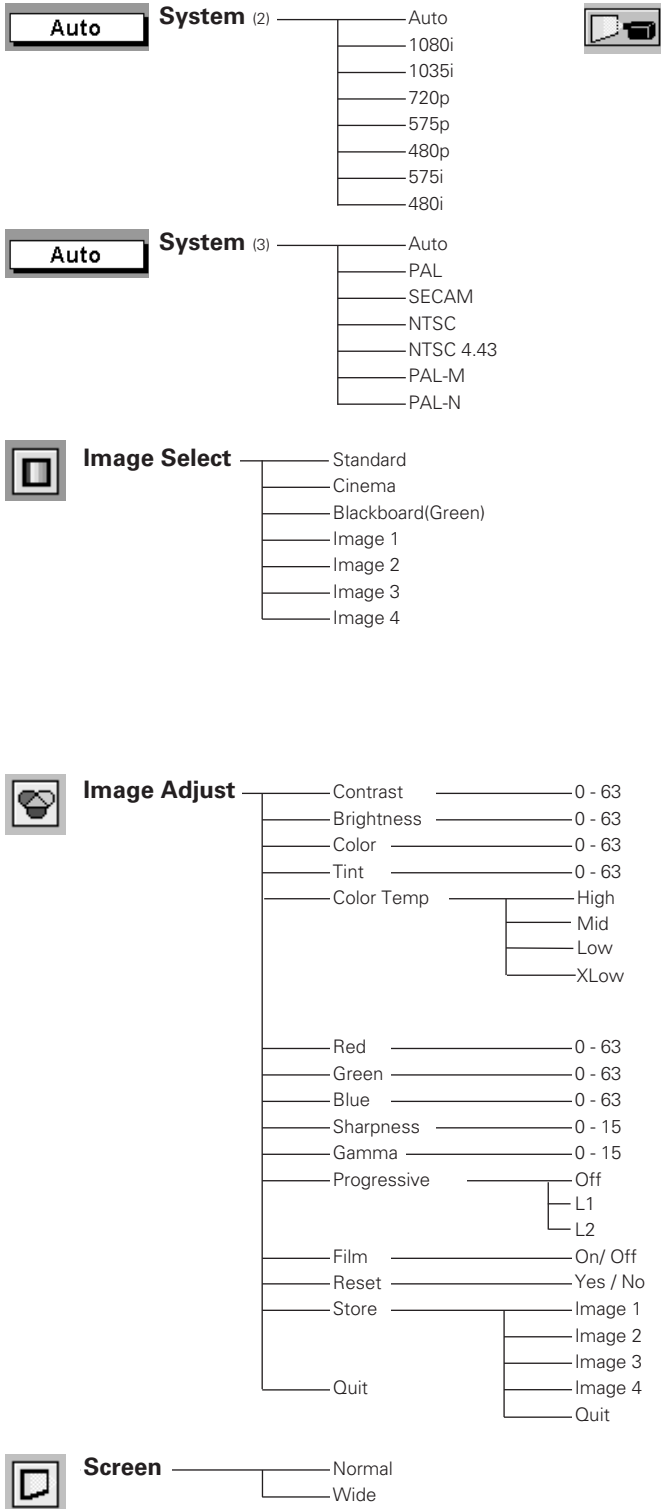 Auto System (2) Auto
1080i
1035i
720p
575p
480p
575i
480i
Auto System (3) Auto
PAL
SECAM
NTSC
NTSC 4.43
PAL-M
PAL-N
Image Select Standard
Cinema
Blackboard(Green)
Image 1
Image 2
Image 3
Image 4
Image Adjust Contrast 0 - 63
Brightness 0 - 63
Color 0 - 63
Tint 0 - 63
Color Temp High
Mid
Low
XLow
Red 0 - 63
Green 0 - 63
Blue 0 - 63
Sharpness 0 - 15
Gamma 0 - 15
Progressive Off
L1
L2
Film On/ Off
Reset Yes / No
Store Image 1
Image 2
Image 3
Quit Image 4
Quit
Screen Normal
Wide